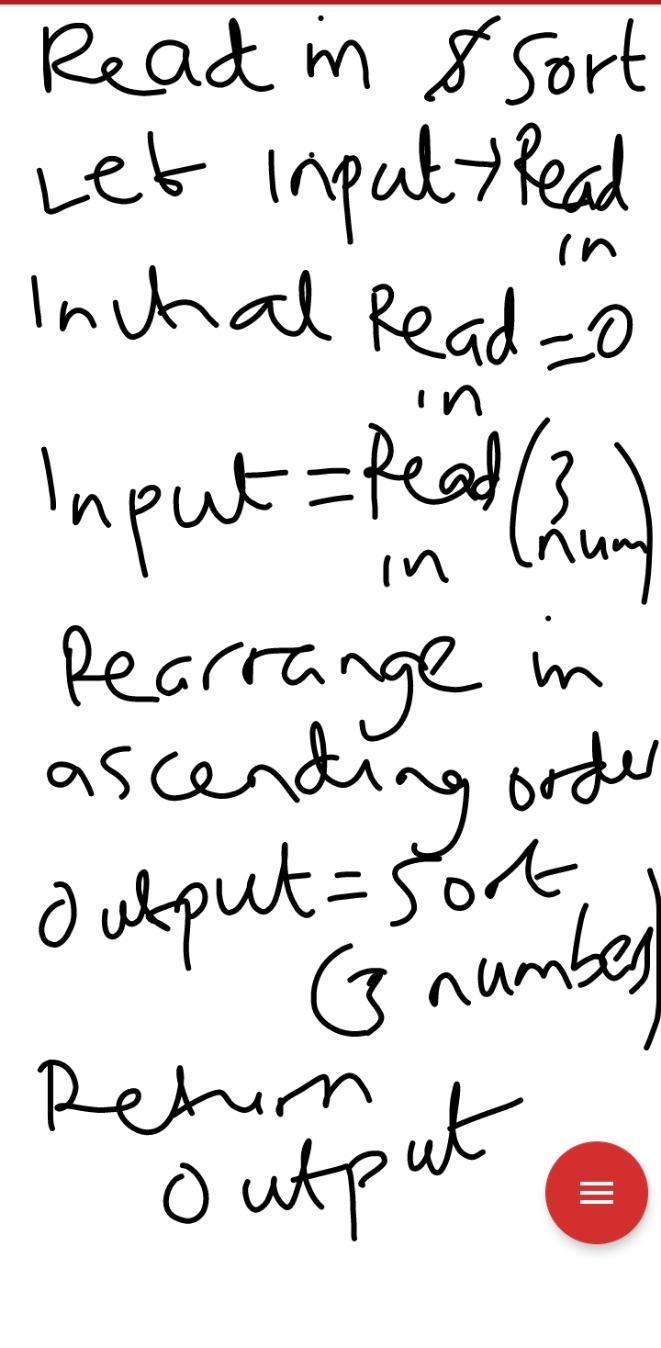 Read in & Sort
Let Input → Read in
Initial Read in = 0
Input = Read in (3 num)
Rearrange in
ascending order
Output = Sort
(3 numbers)
Return
output